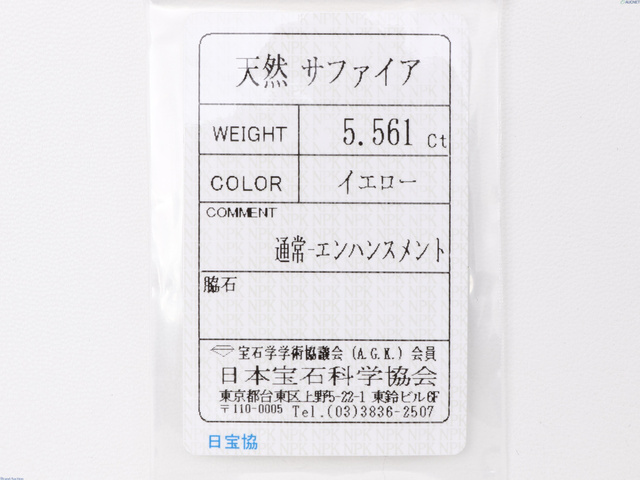 天然 サファイア
WEIGHT 5.561 Ct
COLOR イエロー
COMMENT
通常-エンハンスメント
脇石
宝石学学術協議会 (A.G.K.) 会員
日本宝石科学協会
東京都台東区上野5-22-1 東鈴ビル6F
〒110-0005 Tel.(03)3836-2507
日宝協